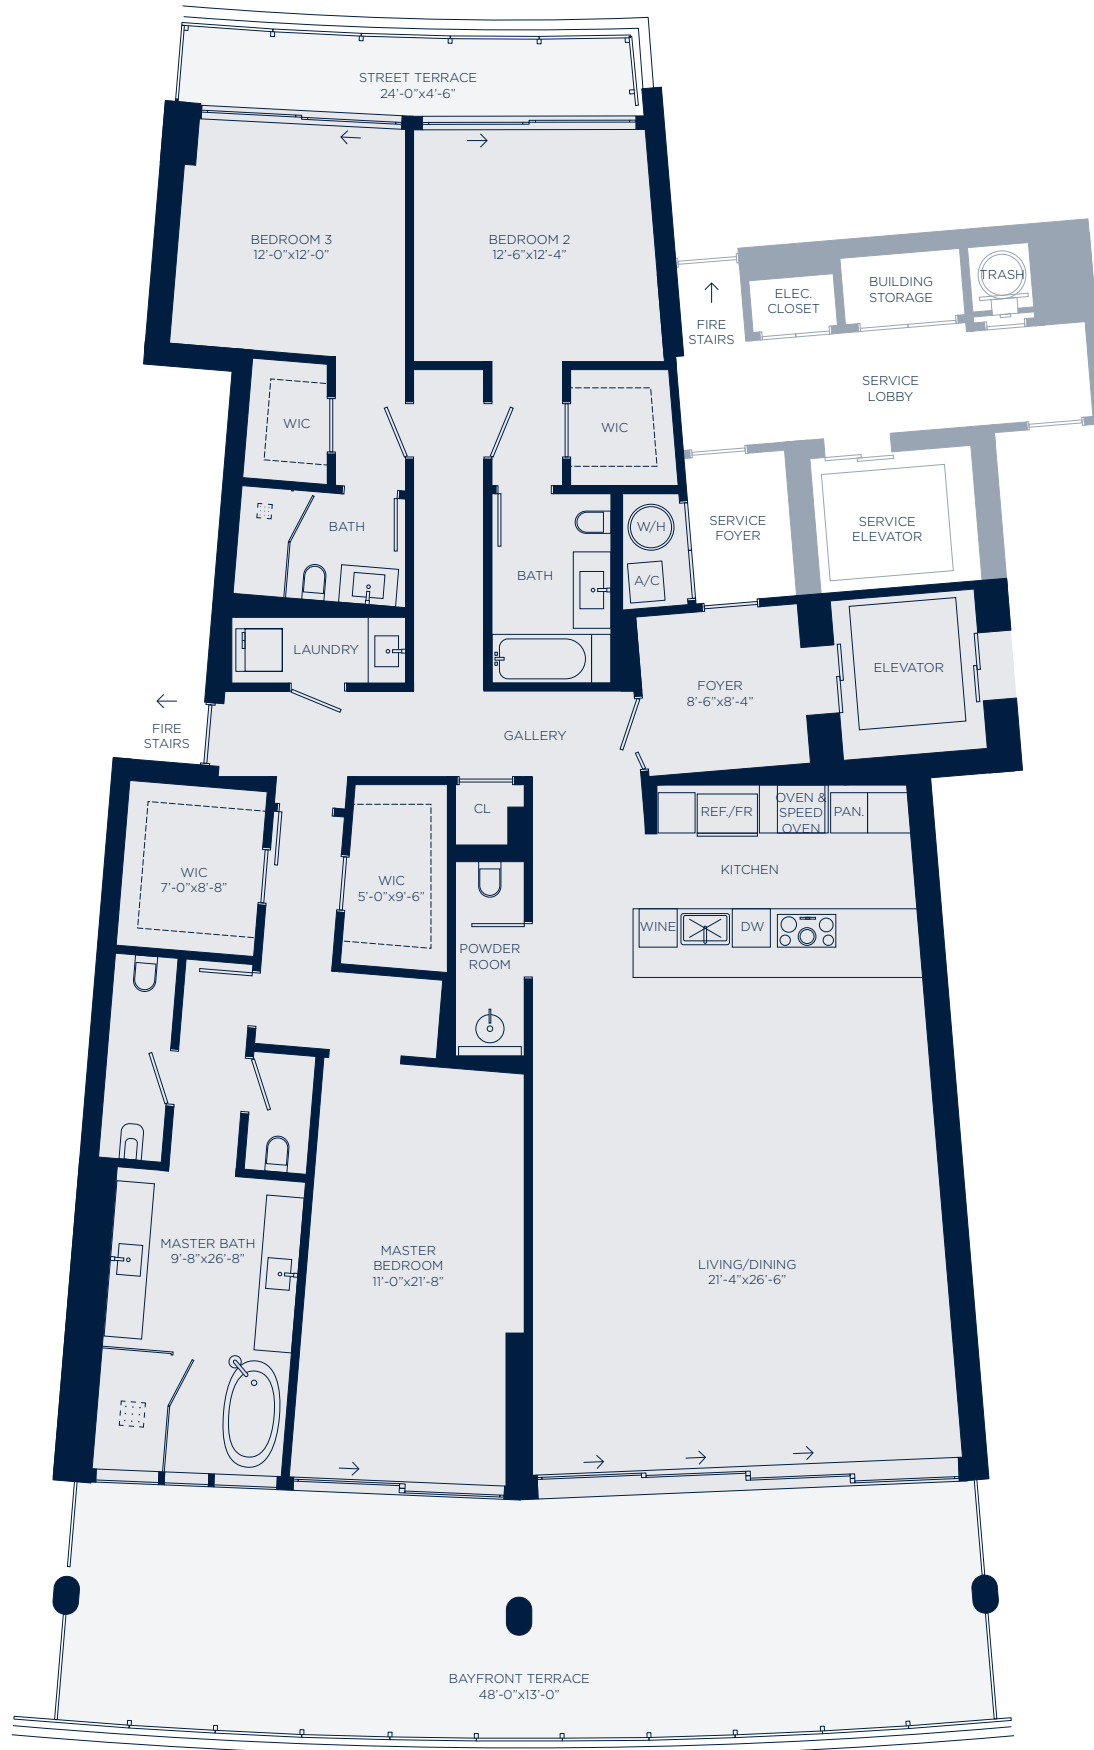 STREET TERRACE
24'-0"x4'-6"
BEDROOM 3
12'-0"x12'-0"
BEDROOM 2
12'-6"x12'-4"
ELEC.
CLOSET
BUILDING
STORAGE
TRASH
FIRE
STAIRS
SERVICE
LOBBY
WIC
WIC
BATH
W/H
SERVICE
FOYER
SERVICE
ELEVATOR
BATH
A/C
LAUNDRY
FOYER
8'-6"x8'-4"
ELEVATOR
FIRE
STAIRS
GALLERY
CL
REF./FR
OVEN &
SPEED
OVEN
PAN.
WIC
7'-0"x8'-8"
WIC
5'-0"x9'-6"
KITCHEN
WINE
DW
POWDER
ROOM
MASTER BATH
9'-8"x26'-8"
MASTER
BEDROOM
11'-0"x21'-8"
LIVING/DINING
21'-4"x26'-6"
BAYFRONT TERRACE
48'-0"x13'-0"